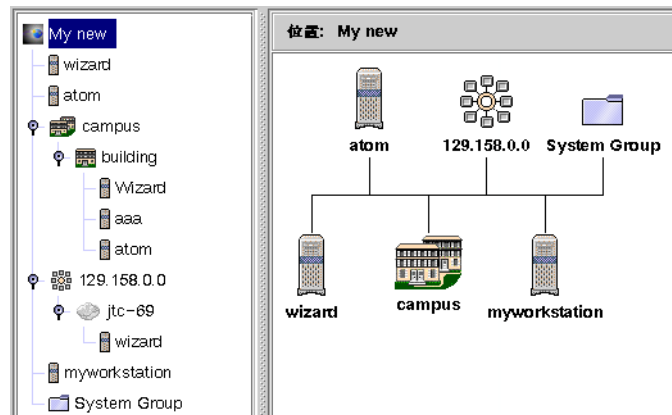 My new
wizard
atom
campus
building
Wizard
aaa
atom
129.158.0.0
jtc-69
wizard
myworkstation
System Group
位置: My new
atom
129.158.0.0
System Group
wizard
campus
myworkstation